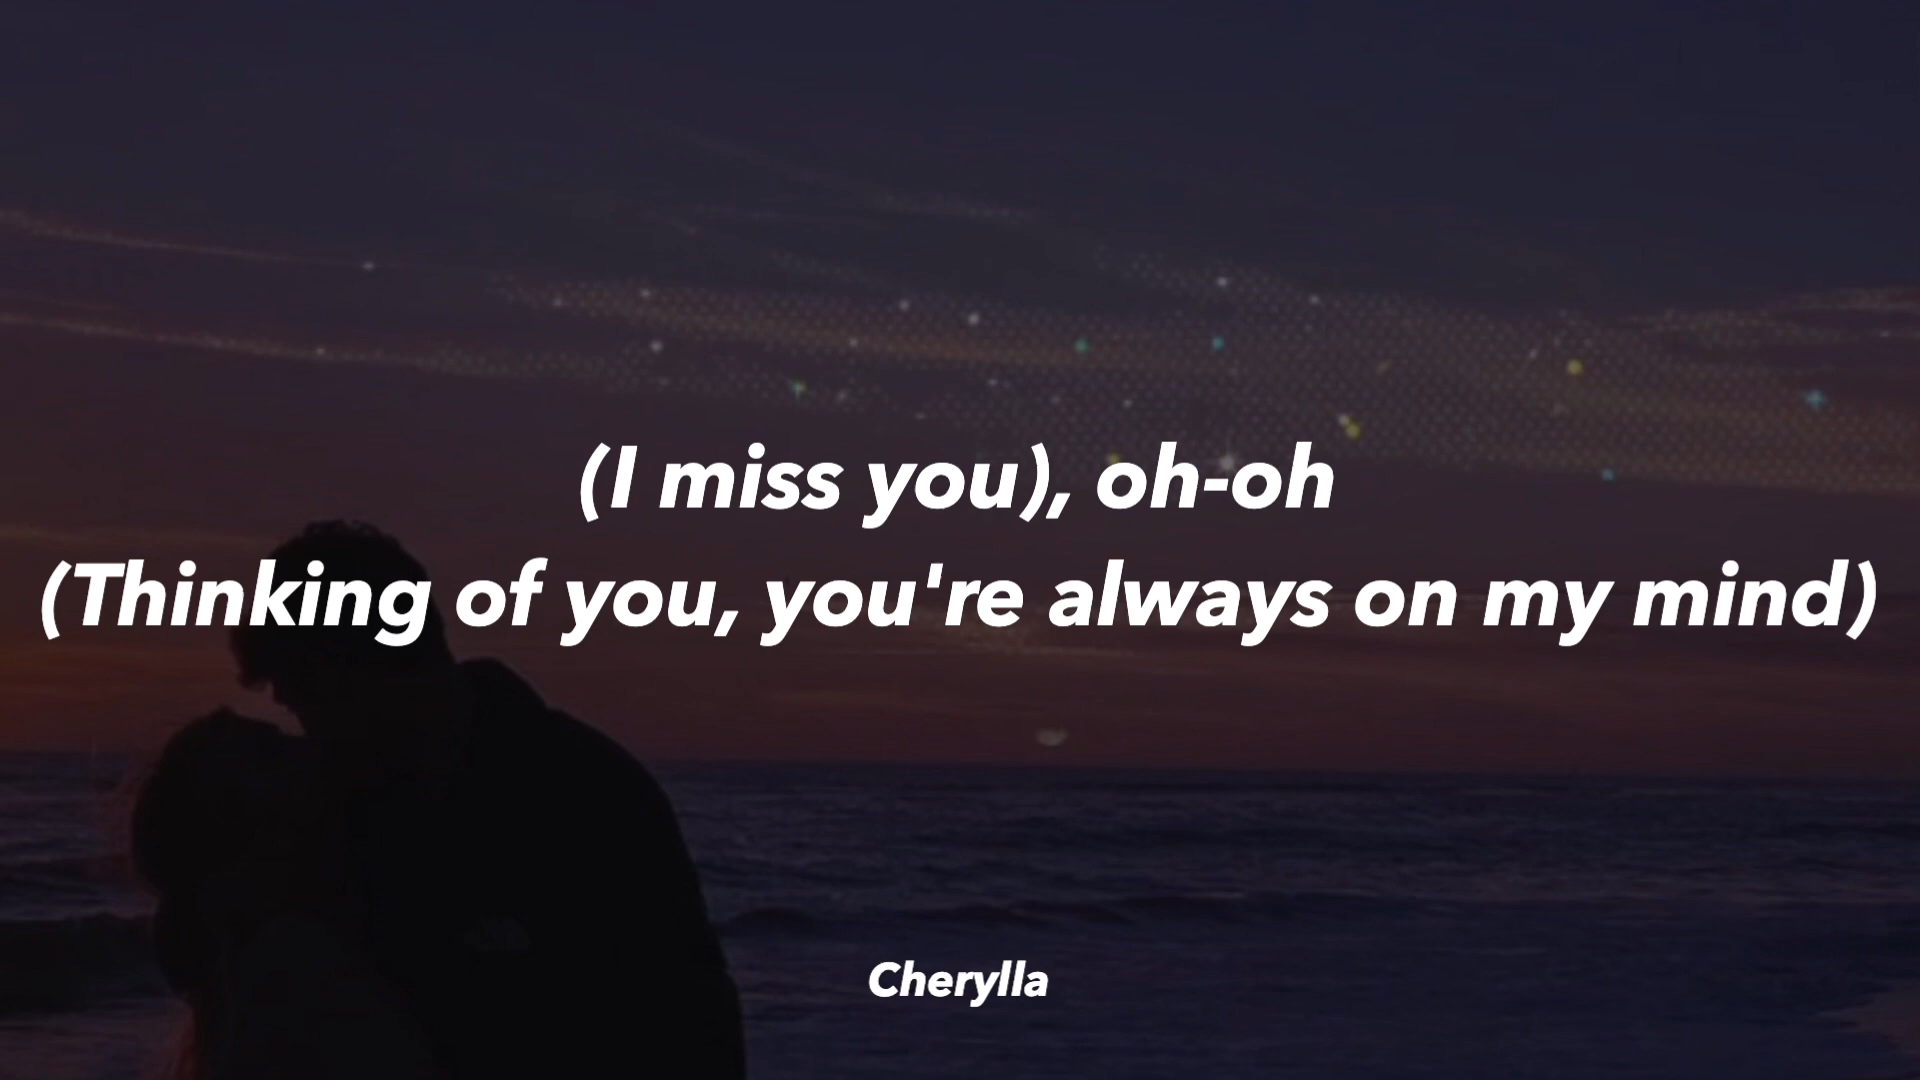 (I miss you), oh-oh
(Thinking of you, you're always on my mind)
Cherylla